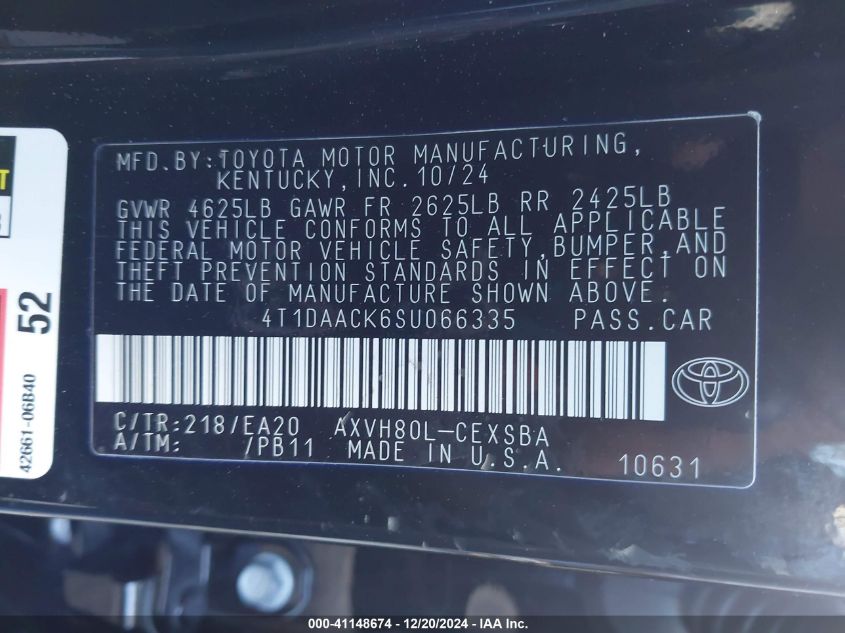 MFD.BY:TOYOTA MOTOR MANUFACTURING,
KENTUCKY,INC.10/24
GVWR 4625LB GAWR FR 2625LB RR 2425LB
THIS VEHICLE CONFORMS TO ALL APPLICABLE
FEDERAL MOTOR VEHICLE SAFETY,BUMPER,AND
THEFT PREVENTION STANDARDS IN EFFECT ON
THE DATE OF MANUFACTURE SHOWN ABOVE.
4T1DAACK6SU066335 PASS.CAR
C/TR:218/EA20 AXVH80L-CEXSBA
A/TM: /PB11 MADE IN U.S.A. 10631
52
42661-06B40
000-41148674 - 12/20/2024 - IEC.